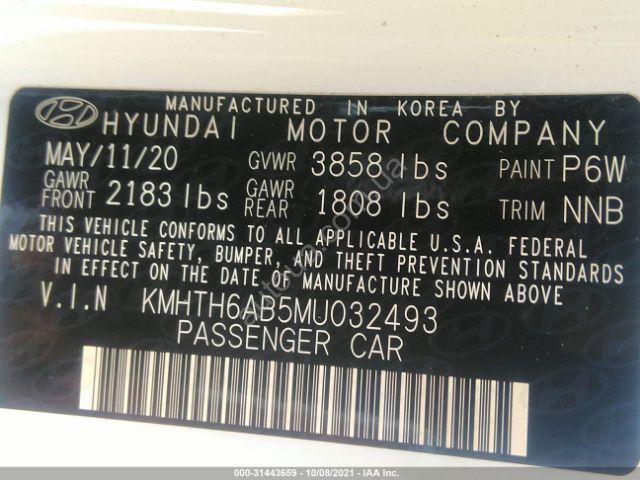 MANUFACTURED IN KOREA BY
HYUNDAI MOTOR COMPANY
MAY/11/20 GVWR 3858 lbs PAINT P6W
GAWR FRONT 2183 lbs GAWR REAR 1808 lbs TRIM NNB
THIS VEHICLE CONFORMS TO ALL APPLICABLE U.S.A. FEDERAL
MOTOR VEHICLE SAFETY, BUMPER, AND THEFT PREVENTION STANDARDS
IN EFFECT ON THE DATE OF MANUFACTURE SHOWN ABOVE
V.I.N KMHTH6AB5MU032493
PASSENGER CAR
000-31443659 - 10/08/2021 - IAA Inc.